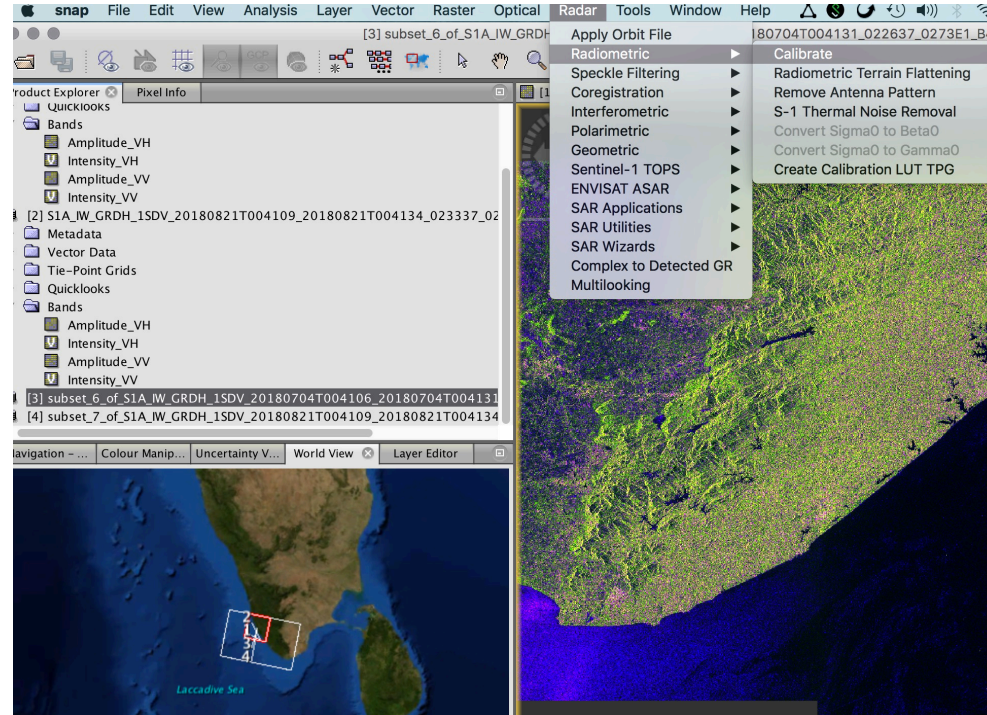 snap File Edit View Analysis Layer Vector Raster Optical Radar Tools Window Help
[3] subset_6_of_S1A_IW_GRDH
180704T004131_022637_0273E1_B4
Apply Orbit File
Radiometric
Speckle Filtering
Coregistration
Interferometric
Polarimetric
Geometric
Sentinel-1 TOPS
ENVISAT ASAR
SAR Applications
SAR Utilities
SAR Wizards
Complex to Detected GR
Multilooking
Calibrate
Radiometric Terrain Flattening
Remove Antenna Pattern
S-1 Thermal Noise Removal
Convert Sigma0 to Beta0
Convert Sigma0 to Gamma0
Create Calibration LUT TPG
GCP
roduct Explorer Pixel Info
[1
Quicklooks
Bands
Amplitude_VH
Intensity_VH
Amplitude_VV
Intensity_VV
[2] S1A_IW_GRDH_1SDV_20180821T004109_20180821T004134_023337_02
Metadata
Vector Data
Tie-Point Grids
Quicklooks
Bands
Amplitude_VH
Intensity_VH
Amplitude_VV
Intensity_VV
[3] subset_6_of_S1A_IW_GRDH_1SDV_20180704T004106_20180704T004131
[4] subset_7_of_S1A_IW_GRDH_1SDV_20180821T004109_20180821T004134
Navigation - ... Colour Manip... Uncertainty V... World View Layer Editor
2
1
3
4
Laccadive Sea